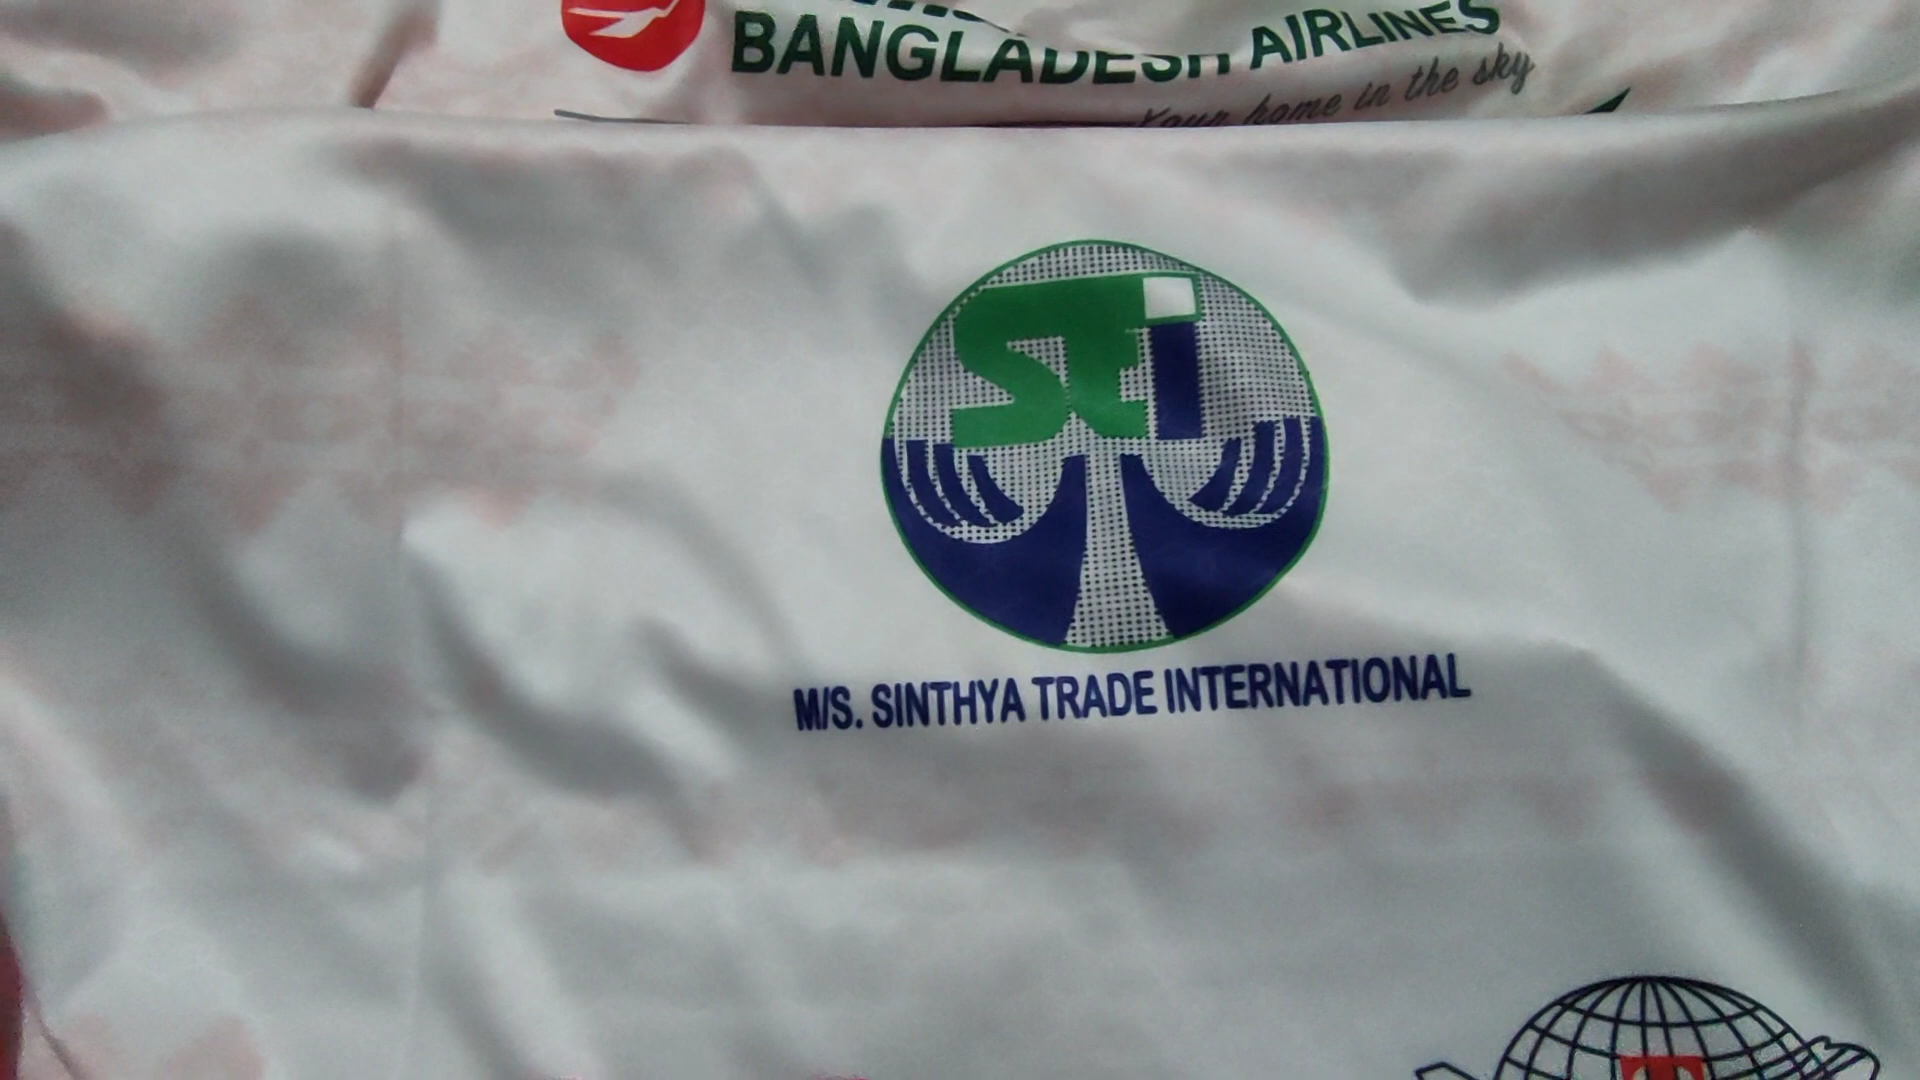 BANGLADESH AIRLINES
Your home in the sky
sti
M/S. SINTHYA TRADE INTERNATIONAL
T